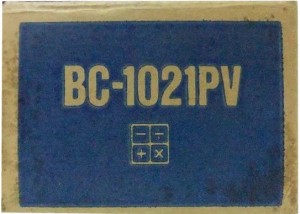 BC-1021PV
− ÷
+ ×